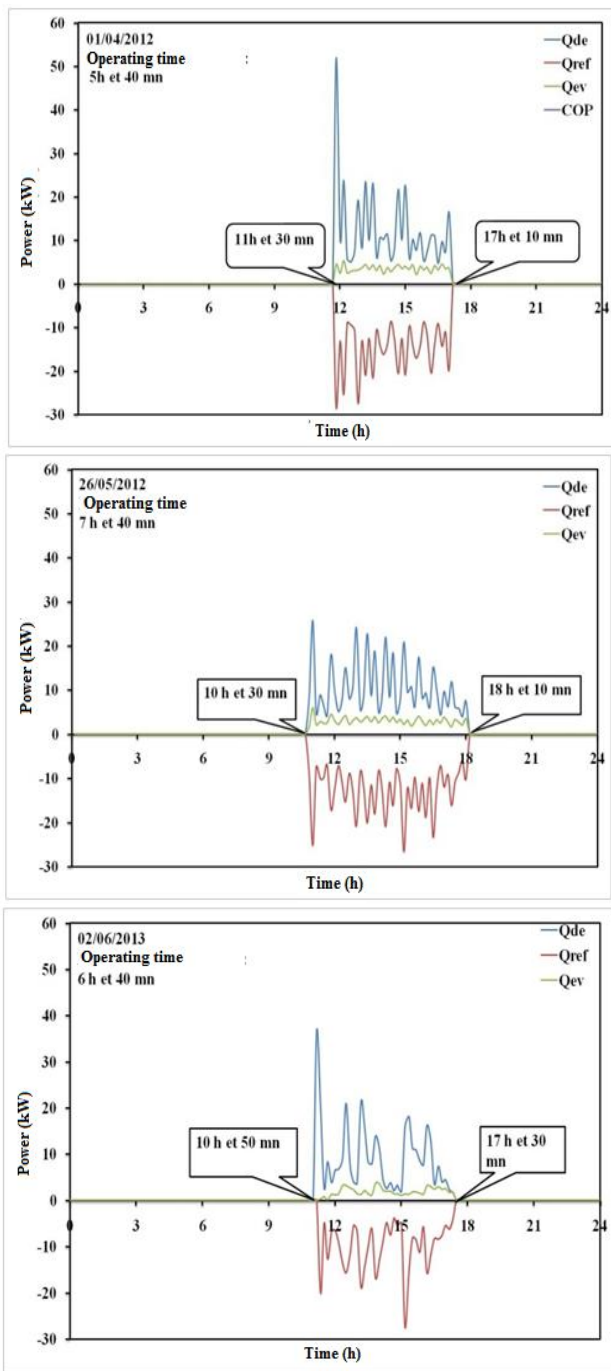 60
50
40
30
20
10
0
-10
-20
-30
Power (kW)
01/04/2012
Operating time :
5h et 40 mn
Qde
Qref
Qev
COP
11h et 30 mn
17h et 10 mn
0 3 6 9 12 15 18 21 24
Time (h)
60
50
40
30
20
10
0
-10
-20
-30
Power (kW)
26/05/2012
Operating time
7 h et 40 mn
Qde
Qref
Qev
10 h et 30 mn
18 h et 10 mn
0 3 6 9 12 15 18 21 24
Time (h)
60
50
40
30
20
10
0
-10
-20
-30
Power (kW)
02/06/2013
Operating time :
6 h et 40 mn
Qde
Qref
Qev
10 h et 50 mn
17 h et 30
mn
0 3 6 9 12 15 18 21 24
Time (h)